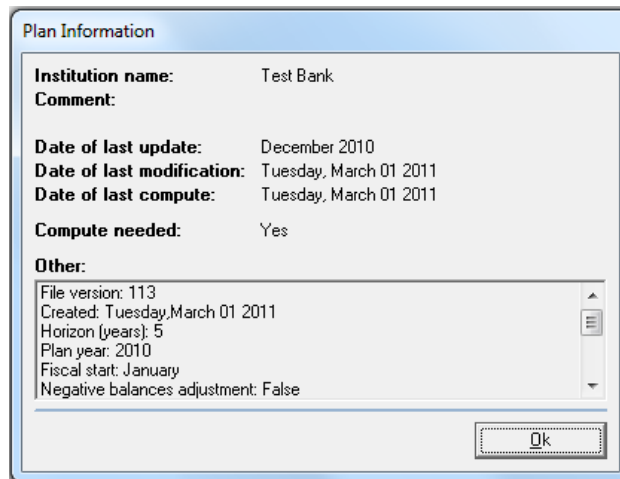 Plan Information
Institution name: Test Bank
Comment:
Date of last update: December 2010
Date of last modification: Tuesday, March 01 2011
Date of last compute: Tuesday, March 01 2011
Compute needed: Yes
Other:
File version: 113
Created: Tuesday,March 01 2011
Horizon (years): 5
Plan year: 2010
Fiscal start: January
Negative balances adjustment: False
Ok